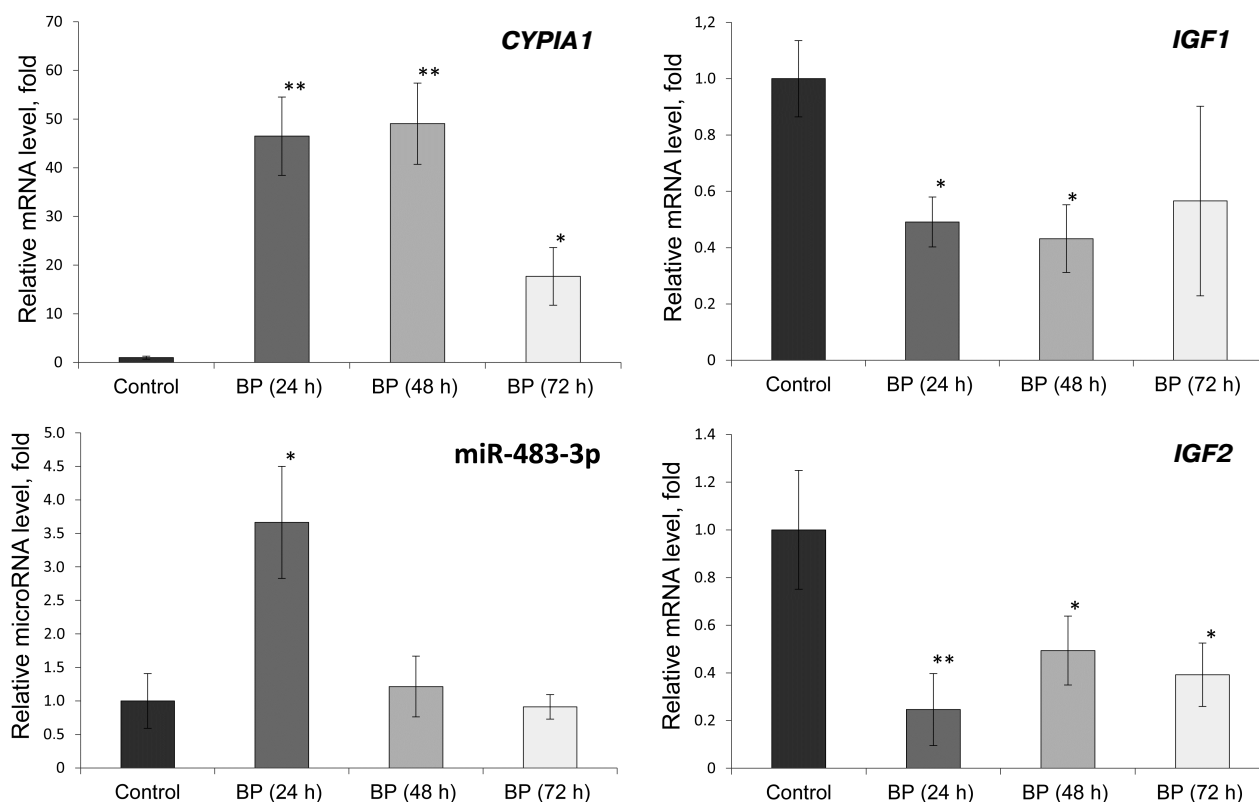 CYPIA1
Relative mRNA level, fold
70
60
50
40
30
20
10
0
**
**
*
Control
BP (24 h)
BP (48 h)
BP (72 h)
IGF1
Relative mRNA level, fold
1,2
1.0
0.8
0.6
0.4
0.2
0
*
*
Control
BP (24 h)
BP (48 h)
BP (72 h)
miR-483-3p
Relative microRNA level, fold
5.0
4.5
4.0
3.5
3.0
2.5
2.0
1.5
1.0
0.5
0
*
Control
BP (24 h)
BP (48 h)
BP (72 h)
IGF2
Relative mRNA level, fold
1.4
1.2
1.0
0.8
0.6
0.4
0.2
0
**
*
*
Control
BP (24 h)
BP (48 h)
BP (72 h)